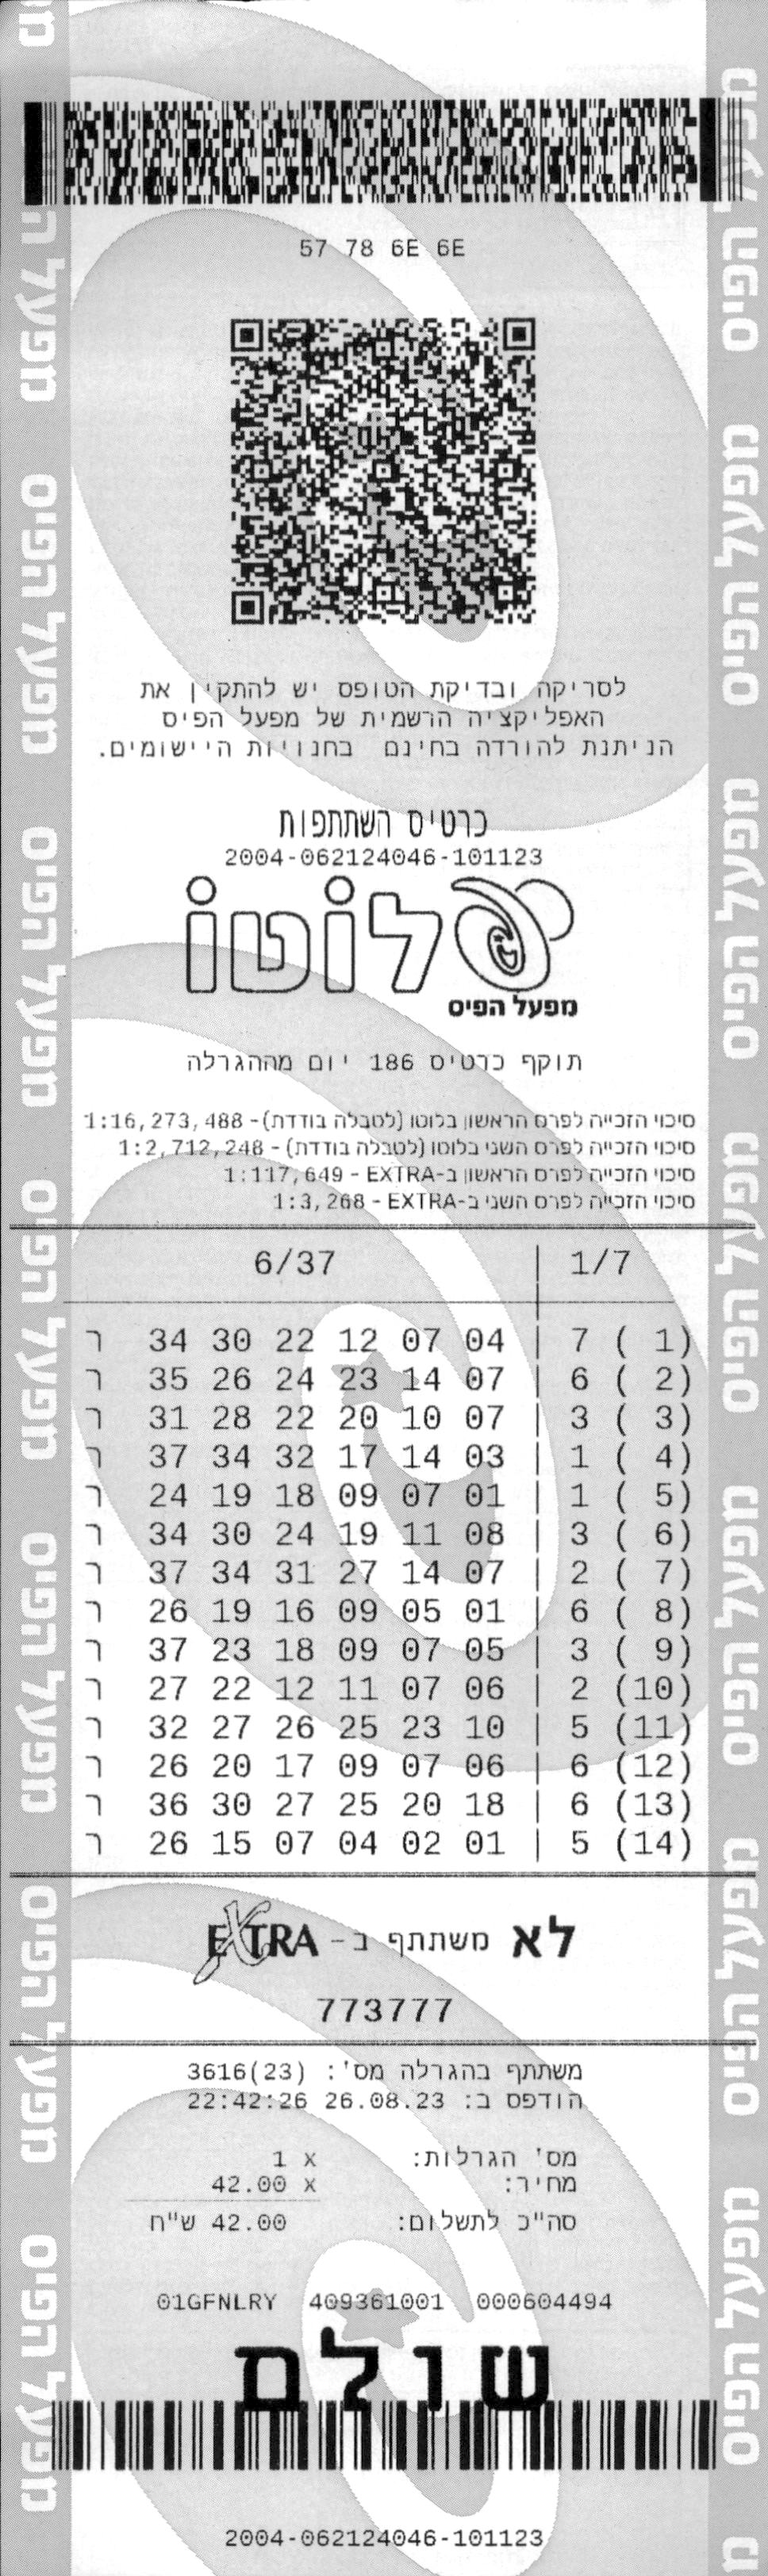 57 78 6E 6E
לסריקה ובדיקת הטופס יש להתקין את
האפליקציה הרשמית של מפעל הפיס
הניתנת להורדה בחינם בחנויות היישומים.
כרטיס השתתפות
2004-062124046-101123
לוטו
מפעל הפיס
תוקף כרטיס 186 יום מההגרלה
סיכוי הזכייה לפרס הראשון בלוטו (לטבלה בודדת)- 1:16,273,488
סיכוי הזכייה לפרס השני בלוטו (לטבלה בודדת) - 1:2,712,248
סיכוי הזכייה לפרס הראשון ב-EXTRA - 1:117,649
סיכוי הזכייה לפרס השני ב-EXTRA - 1:3,268
6/37 | 1/7
ר 34 30 22 12 07 04 | 7 ( 1)
ר 35 26 24 23 14 07 | 6 ( 2)
ר 31 28 22 20 10 07 | 3 ( 3)
ר 37 34 32 17 14 03 | 1 ( 4)
ר 24 19 18 09 07 01 | 1 ( 5)
ר 34 30 24 19 11 08 | 3 ( 6)
ר 37 34 31 27 14 07 | 2 ( 7)
ר 26 19 16 09 05 01 | 6 ( 8)
ר 37 23 18 09 07 05 | 3 ( 9)
ר 27 22 12 11 07 06 | 2 (10)
ר 32 27 26 25 23 10 | 5 (11)
ר 26 20 17 09 07 06 | 6 (12)
ר 36 30 27 25 20 18 | 6 (13)
ר 26 15 07 04 02 01 | 5 (14)
לא משתתף ב - EXTRA
773777
משתתף בהגרלה מס': 3616(23)
הודפס ב: 26.08.23 22:42:26
מס' הגרלות: x 1
מחיר: x 42.00
סה"כ לתשלום: 42.00 ש"ח
01GFNLRY 409361001 000604494
שולם
2004-062124046-101123
מפעל הפיס